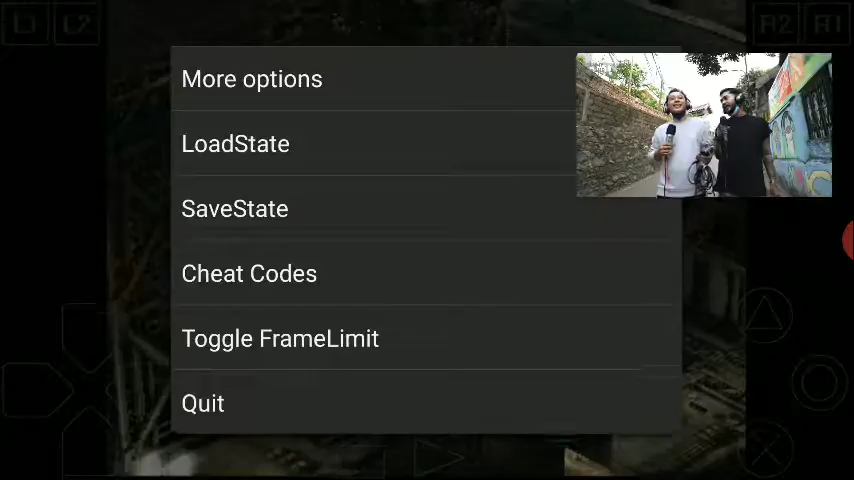 L1 L2
R2 R1
More options
LoadState
SaveState
Cheat Codes
Toggle FrameLimit
Quit